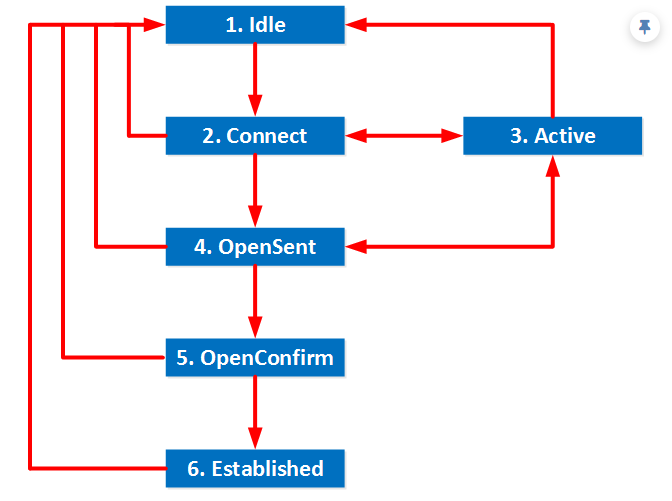 1. Idle
2. Connect
3. Active
4. OpenSent
5. OpenConfirm
6. Established